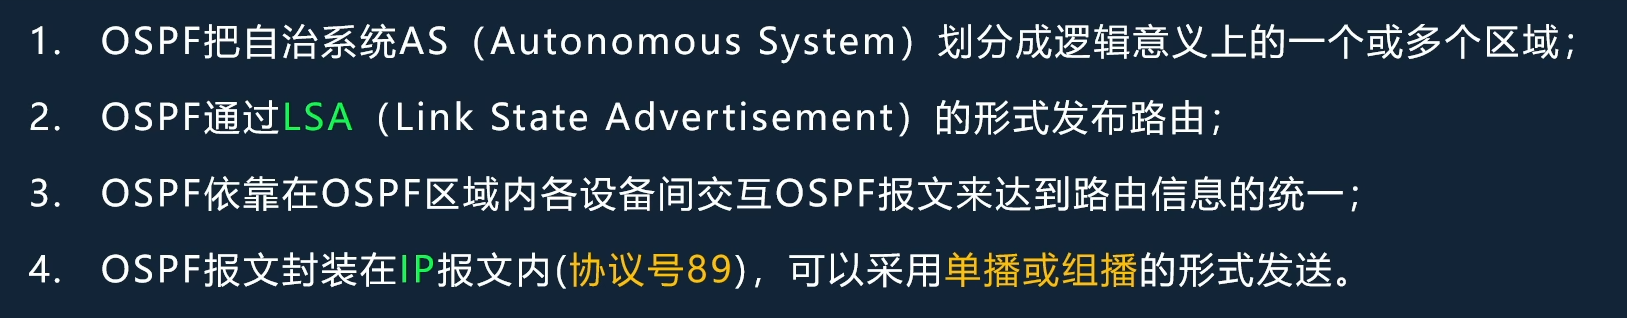 1. OSPF把自治系统AS（Autonomous System）划分成逻辑意义上的一个或多个区域；
2. OSPF通过LSA（Link State Advertisement）的形式发布路由；
3. OSPF依靠在OSPF区域内各设备间交互OSPF报文来达到路由信息的统一；
4. OSPF报文封装在IP报文内(协议号89)，可以采用单播或组播的形式发送。